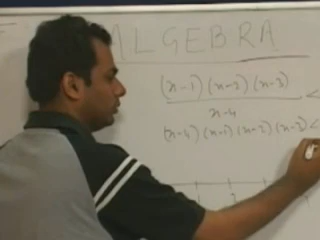 ALGEBRA
(x-1) (x-2) (x-3) <
x-4
(x-4) (x-1) (x-2) (x-3) <